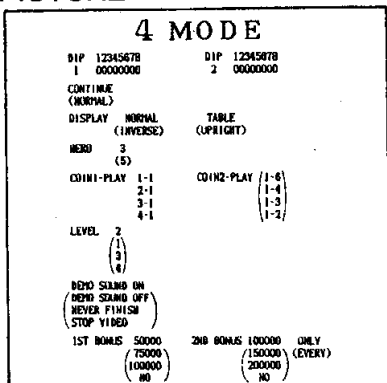 4 MODE
DIP 12345678 DIP 12345678
1 00000000 2 00000000
CONTINUE
(NORMAL)
DISPLAY NORMAL TABLE
(INVERSE) (UPRIGHT)
HERO 3
(5)
COIN1-PLAY 1-1 COIN2-PLAY (1-6
2-1 1-4
3-1 1-3
4-1 1-2)
LEVEL 2
(1
3
4)
DEMO SOUND ON
(DEMO SOUND OFF
NEVER FINISH
STOP VIDEO)
1ST BONUS 50000 2ND BONUS 100000 ONLY
(75000 (150000 (EVERY)
100000 200000
NO) NO)